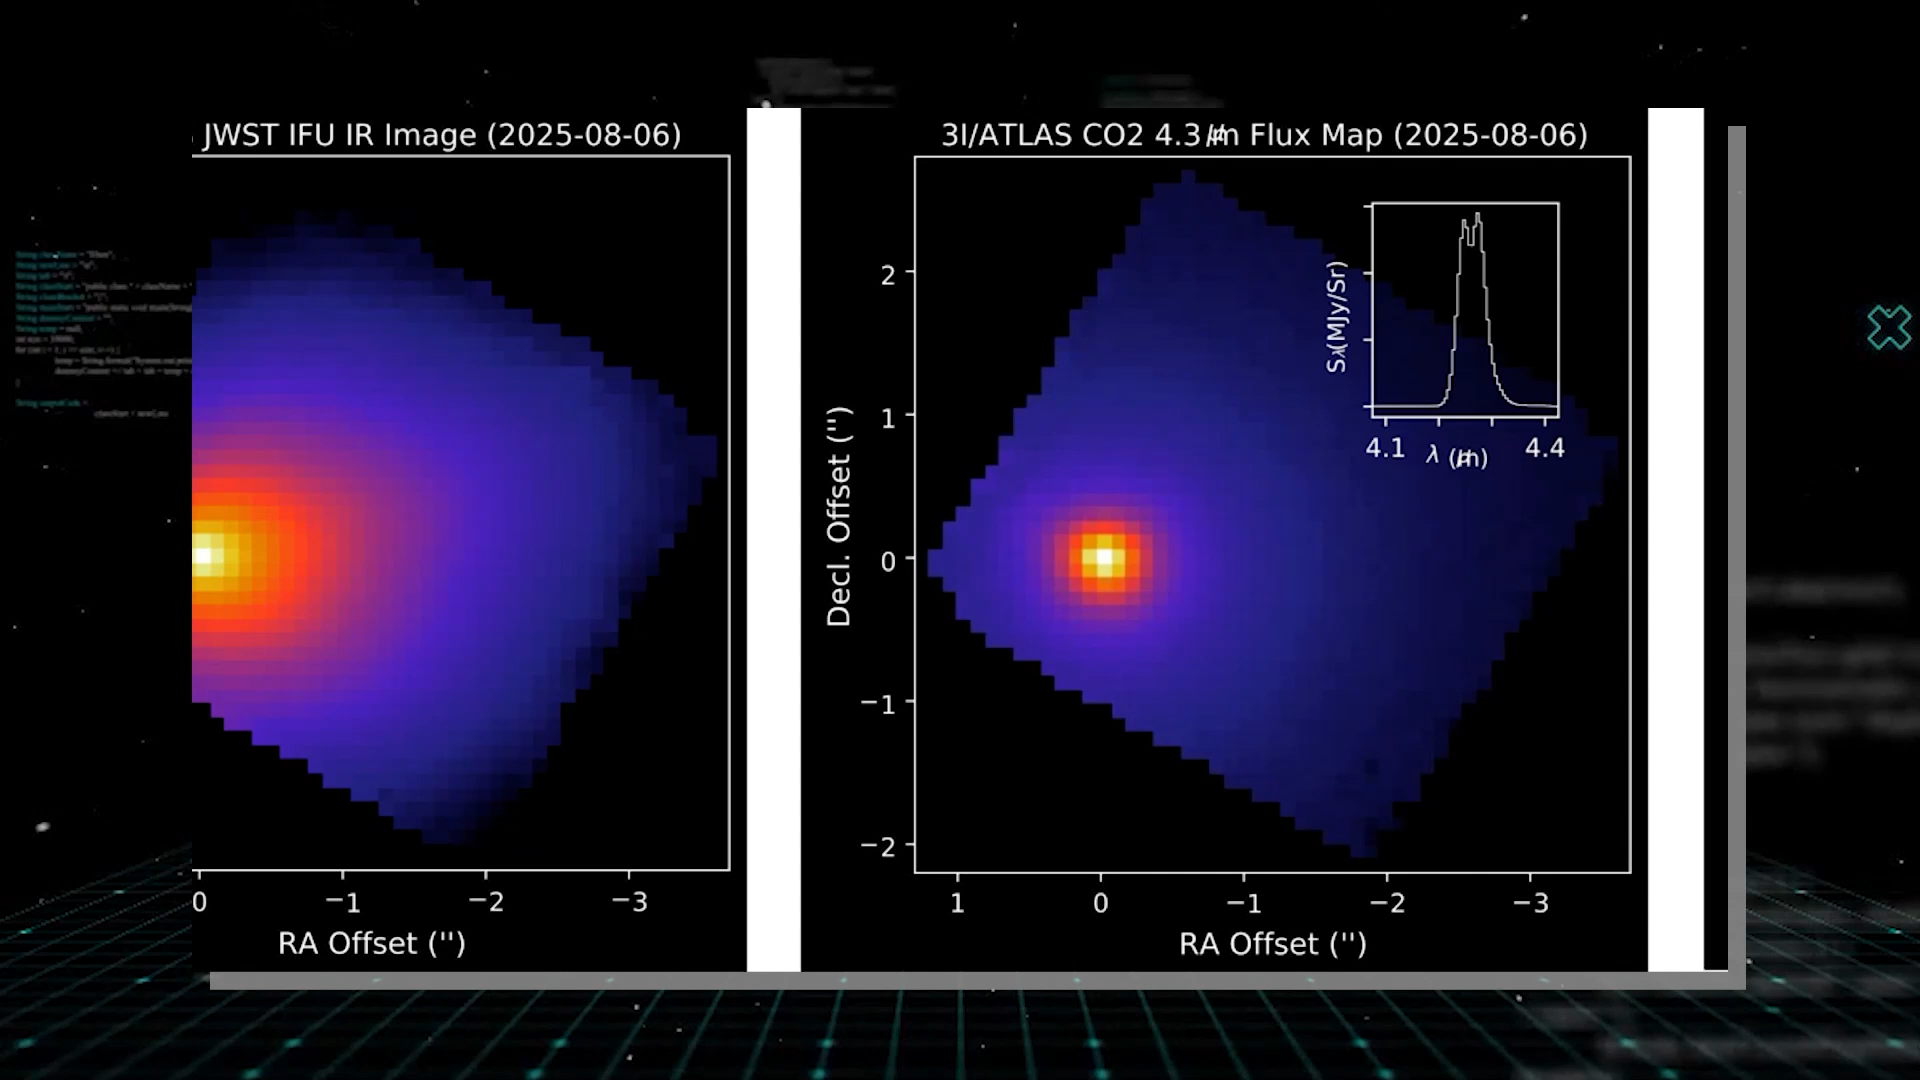 JWST IFU IR Image (2025-08-06)
0
−1
−2
−3
RA Offset ('')
3I/ATLAS CO2 4.3 μm Flux Map (2025-08-06)
Decl. Offset ('')
2
1
0
−1
−2
1
0
−1
−2
−3
RA Offset ('')
Sλ(MJy/Sr)
4.1
4.4
λ (μm)